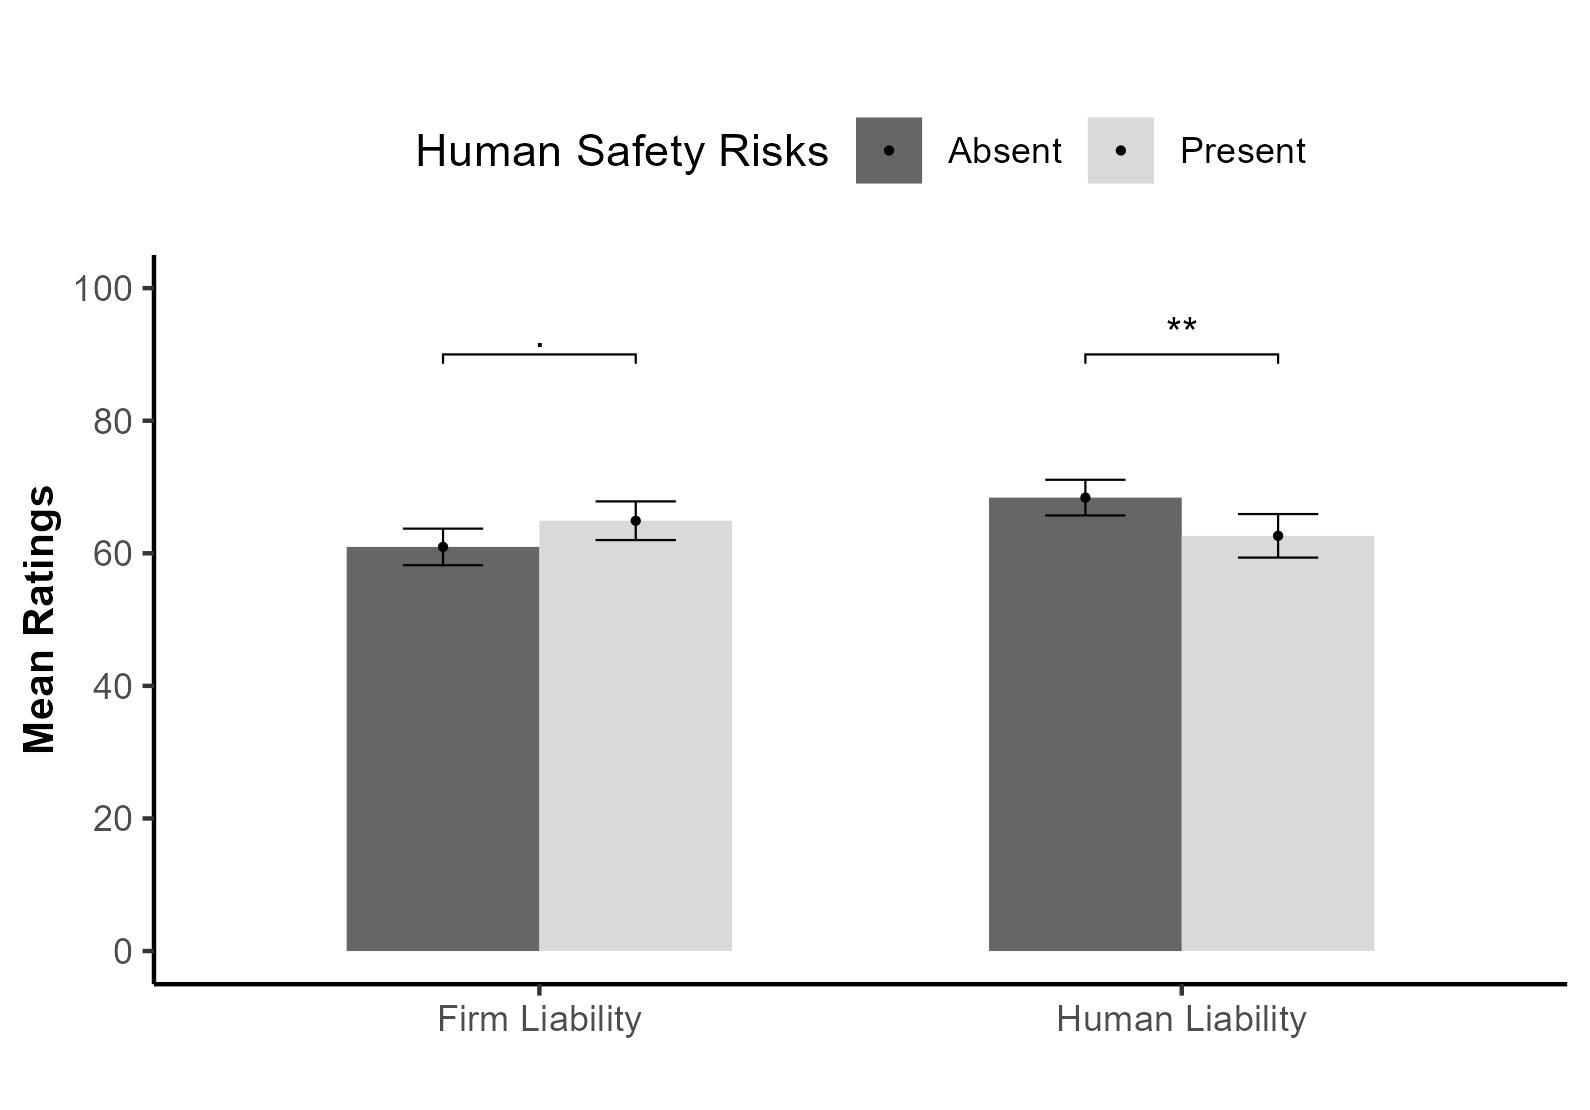 Human Safety Risks Absent Present
100
.
**
80
60
40
20
0
Mean Ratings
Firm Liability Human Liability